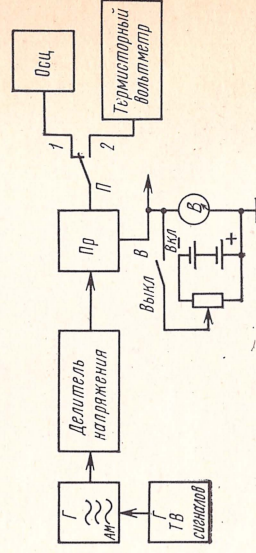 Осц.
Термисторный
вольтметр
1
2
П
Пр
В
Выкл
Вкл
В
+
Делитель
напряжения
Г
АМ
Г
ТВ
сигналов